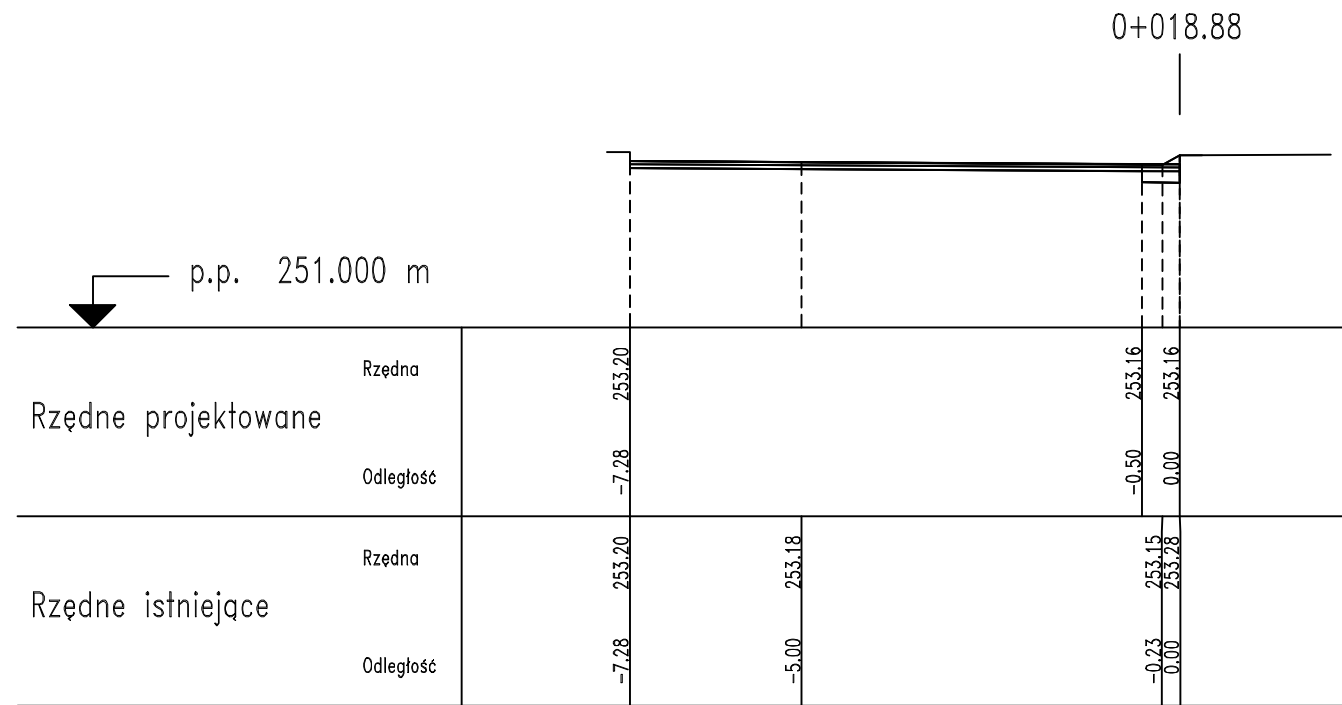 0+018.88
p.p. 251.000 m
Rzędne projektowane
Rzędna
253.20
253.16
253.16
Odległość
-7.28
-0.50
0.00
Rzędne istniejące
Rzędna
253.20
253.18
253.15
253.28
Odległość
-7.28
-5.00
-0.23
0.00